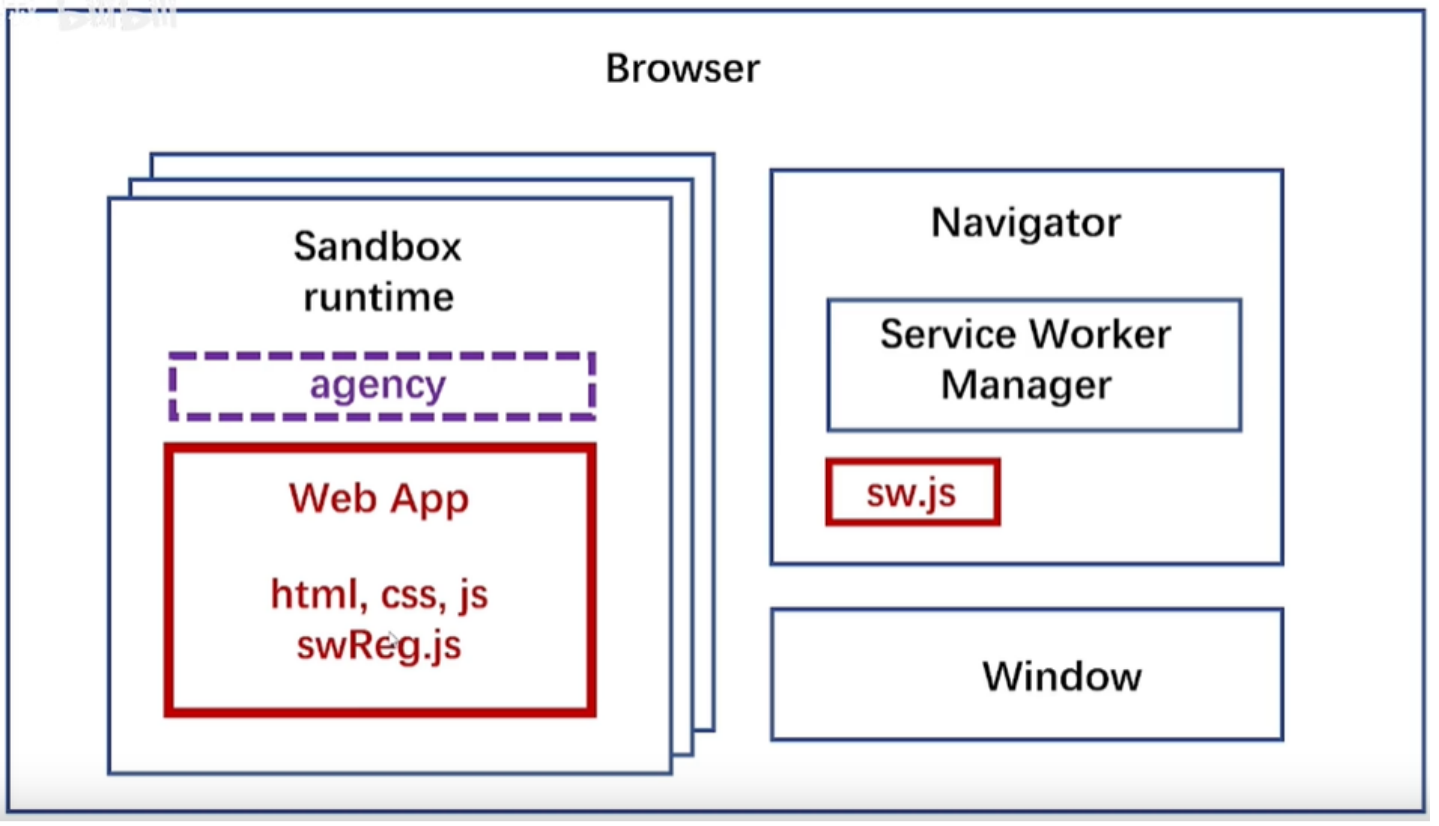 Browser
Sandbox
runtime
agency
Web App
html, css, js
swReg.js
Navigator
Service Worker
Manager
sw.js
Window